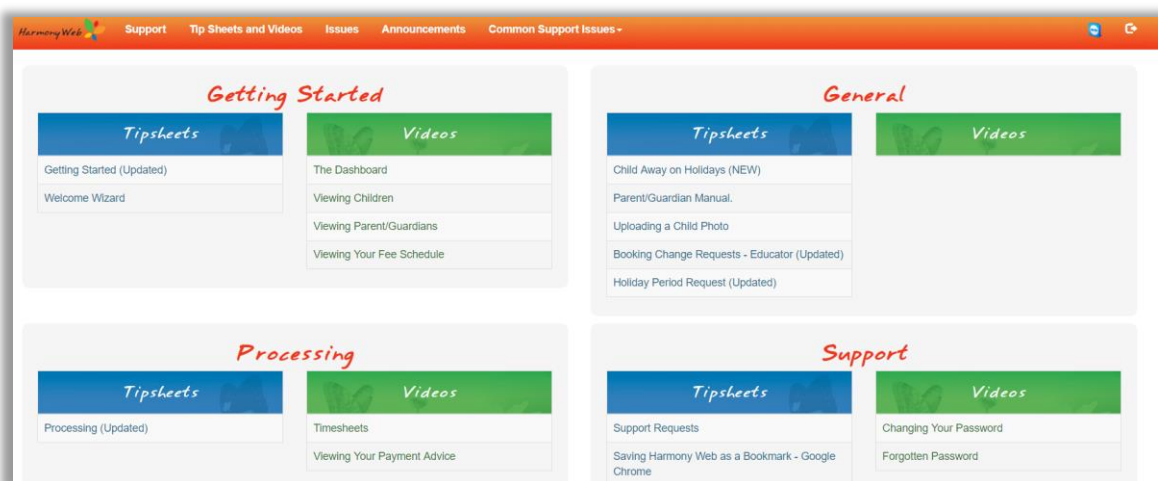 HarmonyWeb Support Tip Sheets and Videos Issues Announcements Common Support Issues
Getting Started
Tipsheets
Getting Started (Updated)
Welcome Wizard
Videos
The Dashboard
Viewing Children
Viewing Parent/Guardians
Viewing Your Fee Schedule
General
Tipsheets
Child Away on Holidays (NEW)
Parent/Guardian Manual.
Uploading a Child Photo
Booking Change Requests - Educator (Updated)
Holiday Period Request (Updated)
Videos
Processing
Tipsheets
Processing (Updated)
Videos
Timesheets
Viewing Your Payment Advice
Support
Tipsheets
Support Requests
Saving Harmony Web as a Bookmark - Google
Chrome
Videos
Changing Your Password
Forgotten Password